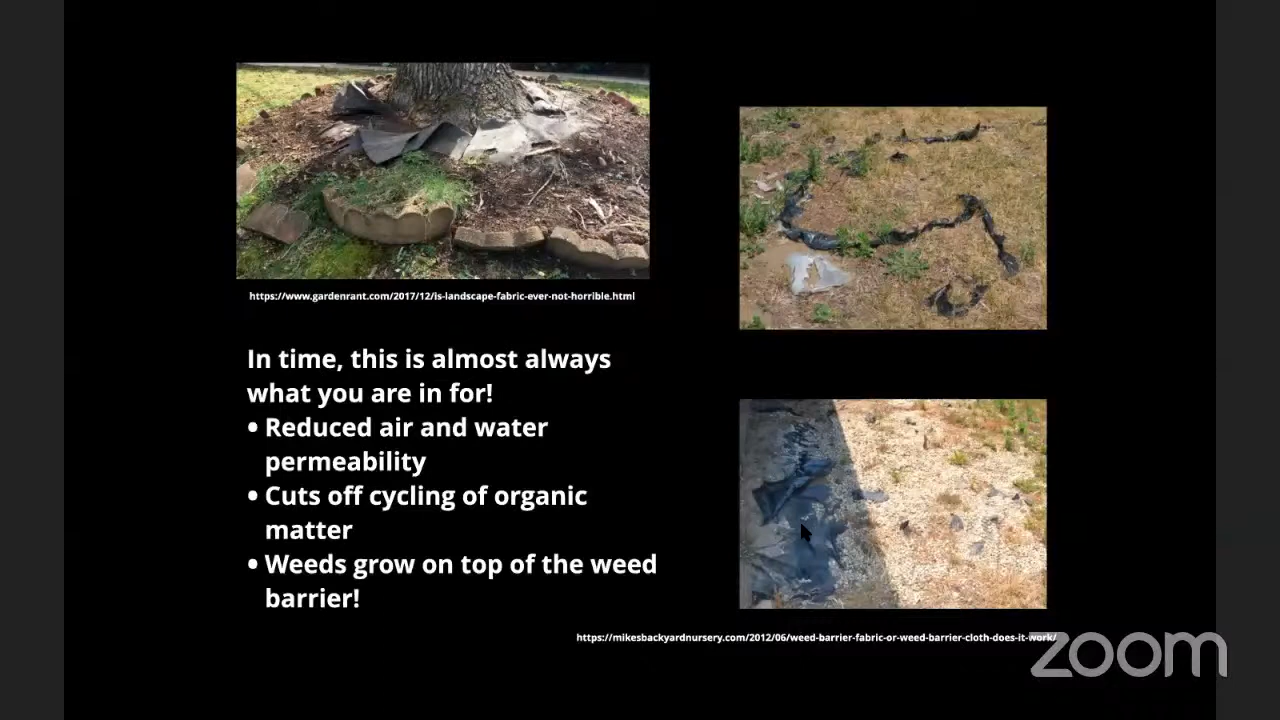 https://www.gardenrant.com/2017/12/is-landscape-fabric-ever-not-horrible.html
In time, this is almost always
what you are in for!
• Reduced air and water
permeability
• Cuts off cycling of organic
matter
• Weeds grow on top of the weed
barrier!
https://mikesbackyardnursery.com/2012/06/weed-barrier-fabric-or-weed-barrier-cloth-does-it-work/
zoom